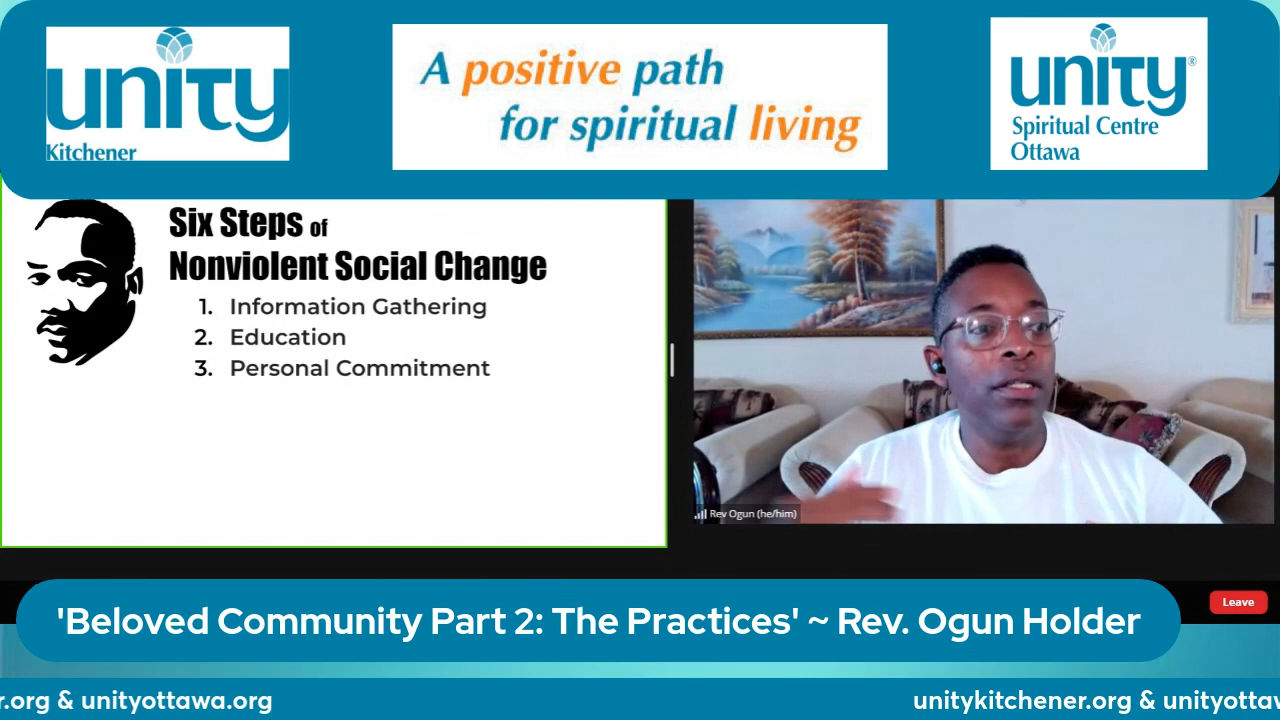 unity
Kitchener
A positive path
for spiritual living
unity®
Spiritual Centre
Ottawa
Six Steps of
Nonviolent Social Change
1. Information Gathering
2. Education
3. Personal Commitment
Rev Ogun (he/him)
Leave
'Beloved Community Part 2: The Practices' ~ Rev. Ogun Holder
r.org & unityottawa.org
unitykitchener.org & unityottaw